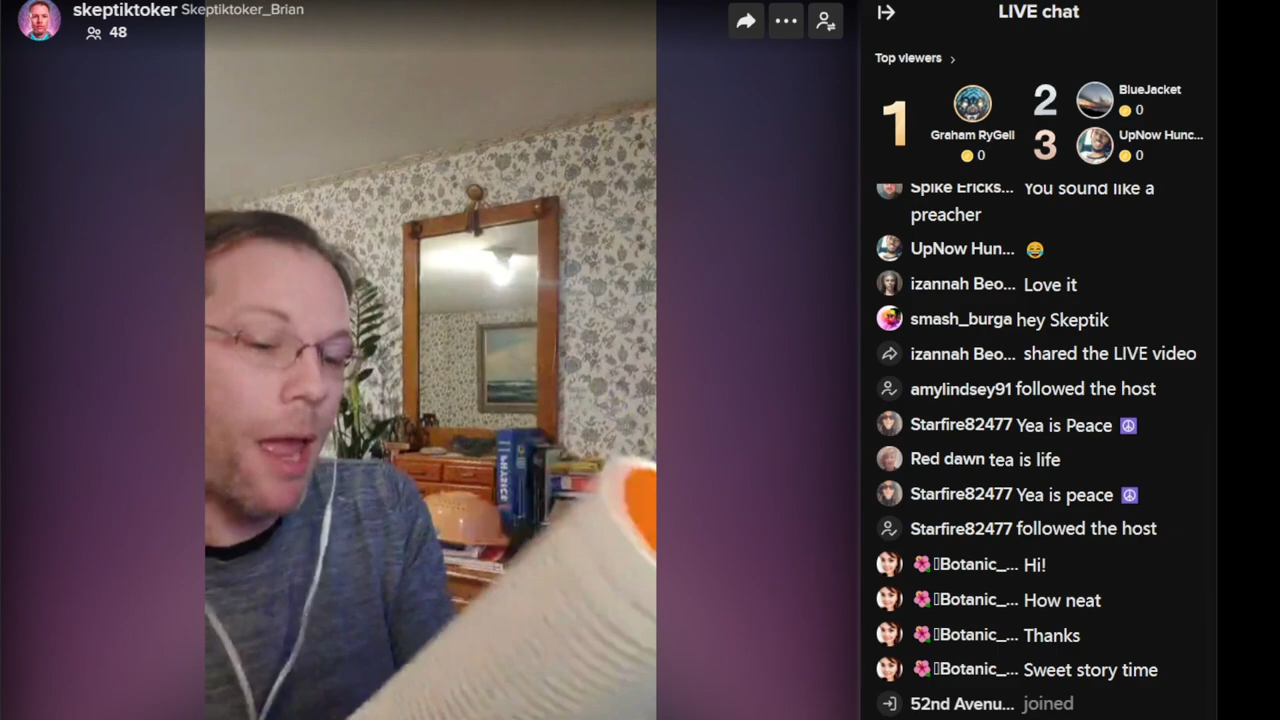 skeptiktoker Skeptiktoker_Brian
48
LIVE chat
Top viewers >
1
Graham RyGell
0
2
BlueJacket
0
3
UpNow Hunc...
0
Spike Ericks... You sound like a
preacher
UpNow Hun... 😂
izannah Beo... Love it
smash_burga hey Skeptik
izannah Beo... shared the LIVE video
amylindsey91 followed the host
Starfire82477 Yea is Peace ☮
Red dawn tea is life
Starfire82477 Yea is peace ☮
Starfire82477 followed the host
🌺Botanic_... Hi!
🌺Botanic_... How neat
🌺Botanic_... Thanks
🌺Botanic_... Sweet story time
52nd Avenu... joined